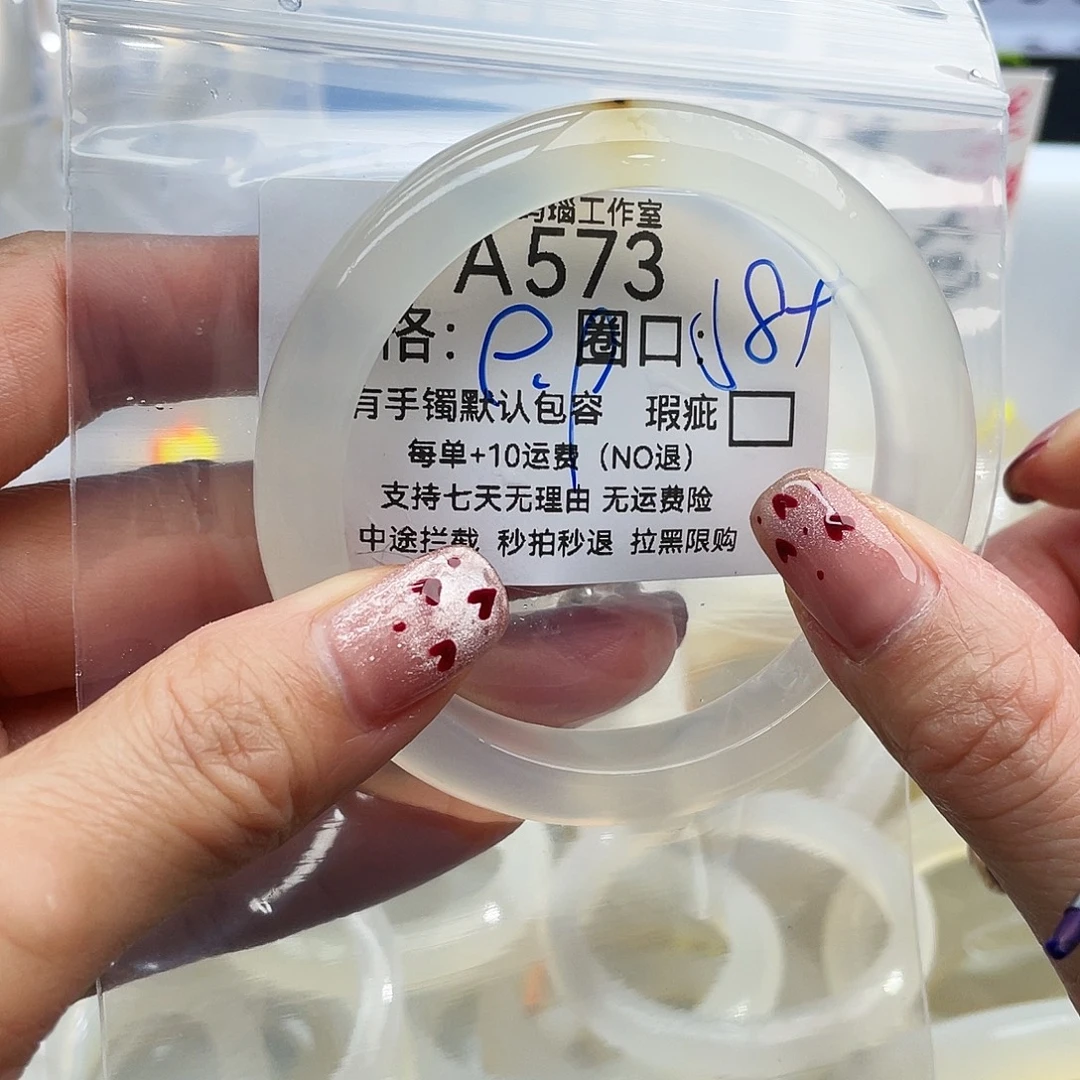 瑙工作室
A573
格： 圈口：58+
有手镯默认包容 瑕疵
每单+10运费（NO退）
支持七天无理由 无运费险
中途拦截 秒拍秒退 拉黑限购